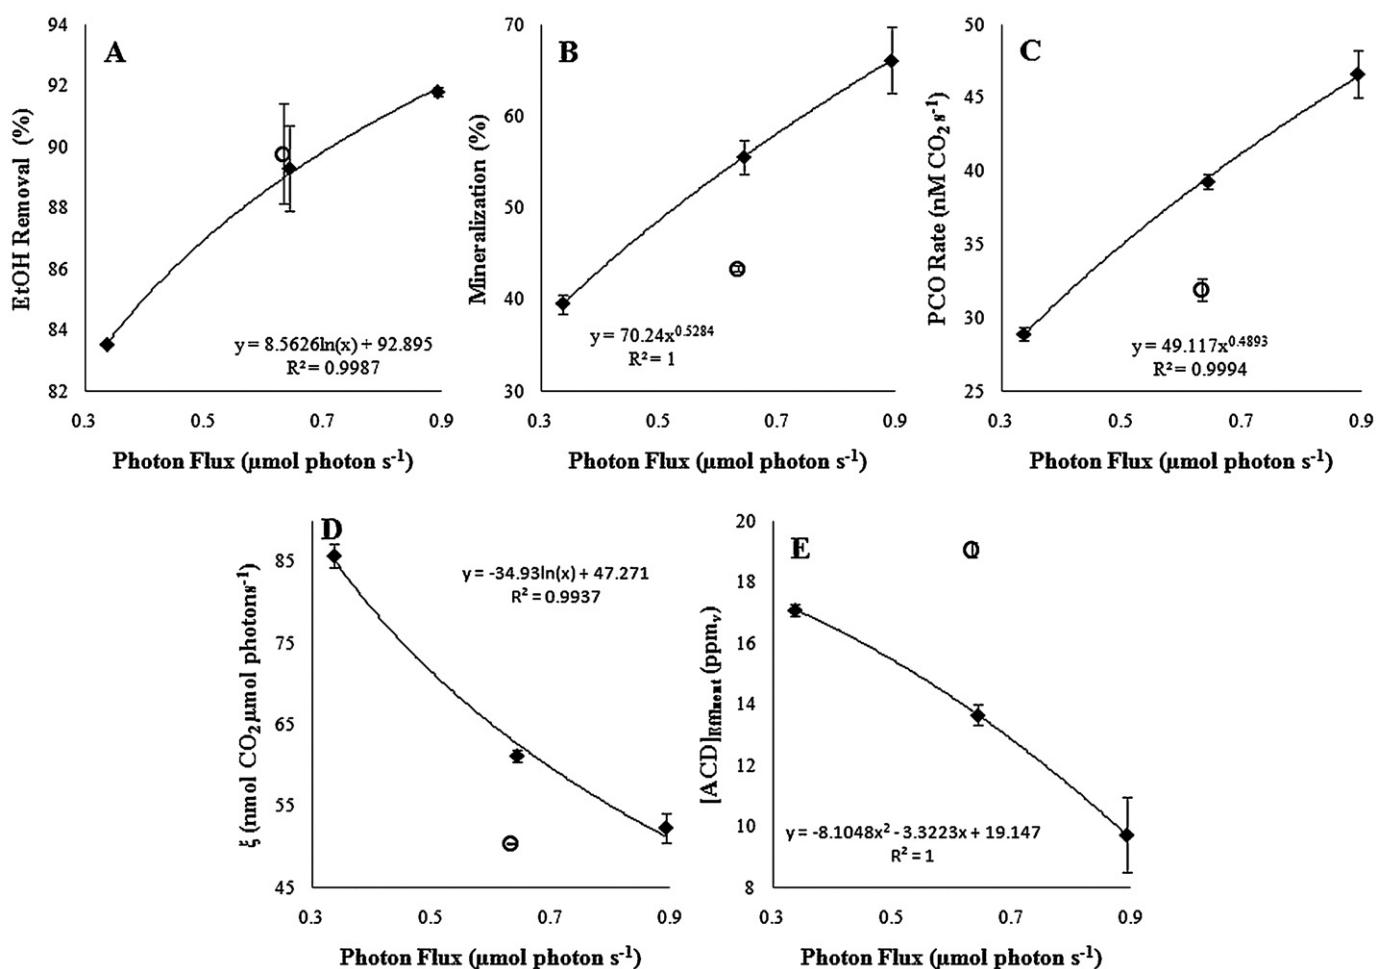 A
EtOH Removal (%)
94
92
90
88
86
84
82
y = 8.5626ln(x) + 92.895
R² = 0.9987
0.3 0.5 0.7 0.9
Photon Flux (µmol photon s⁻¹)
B
Mineralization (%)
70
60
50
40
30
y = 70.24x^0.5284
R² = 1
0.3 0.5 0.7 0.9
Photon Flux (µmol photon s⁻¹)
C
PCO Rate (nM CO₂ s⁻¹)
50
45
40
35
30
25
y = 49.117x^0.4893
R² = 0.9994
0.3 0.5 0.7 0.9
Photon Flux (µmol photon s⁻¹)
D
ξ (nmol CO₂ µmol photons⁻¹)
85
75
65
55
45
y = -34.93ln(x) + 47.271
R² = 0.9937
0.3 0.5 0.7 0.9
Photon Flux (µmol photon s⁻¹)
E
[ACD]Effluent (ppmᵥ)
20
18
16
14
12
10
8
y = -8.1048x² - 3.3223x + 19.147
R² = 1
0.3 0.5 0.7 0.9
Photon Flux (µmol photon s⁻¹)